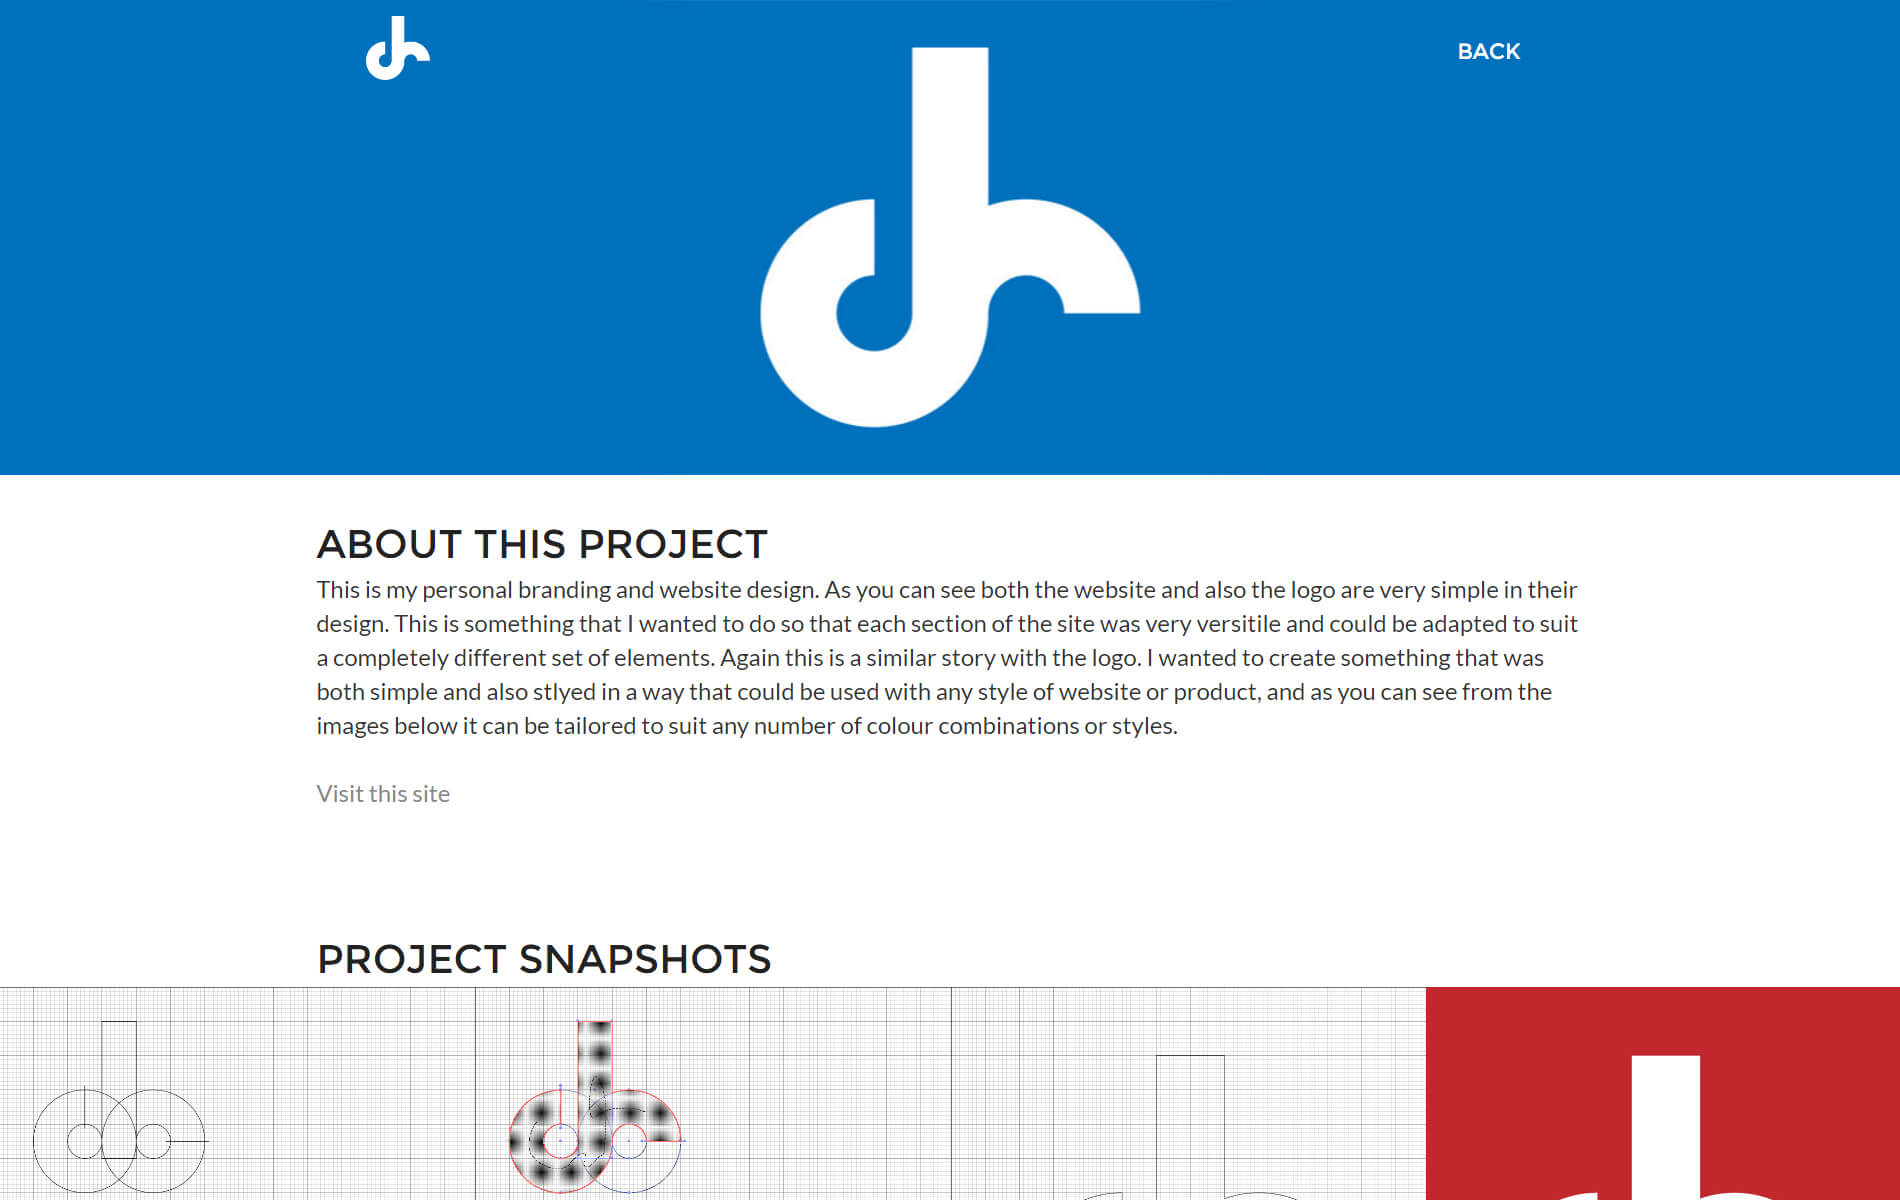 BACK
ABOUT THIS PROJECT
This is my personal branding and website design. As you can see both the website and also the logo are very simple in their
design. This is something that I wanted to do so that each section of the site was very versitile and could be adapted to suit
a completely different set of elements. Again this is a similar story with the logo. I wanted to create something that was
both simple and also stlyed in a way that could be used with any style of website or product, and as you can see from the
images below it can be tailored to suit any number of colour combinations or styles.
Visit this site
PROJECT SNAPSHOTS